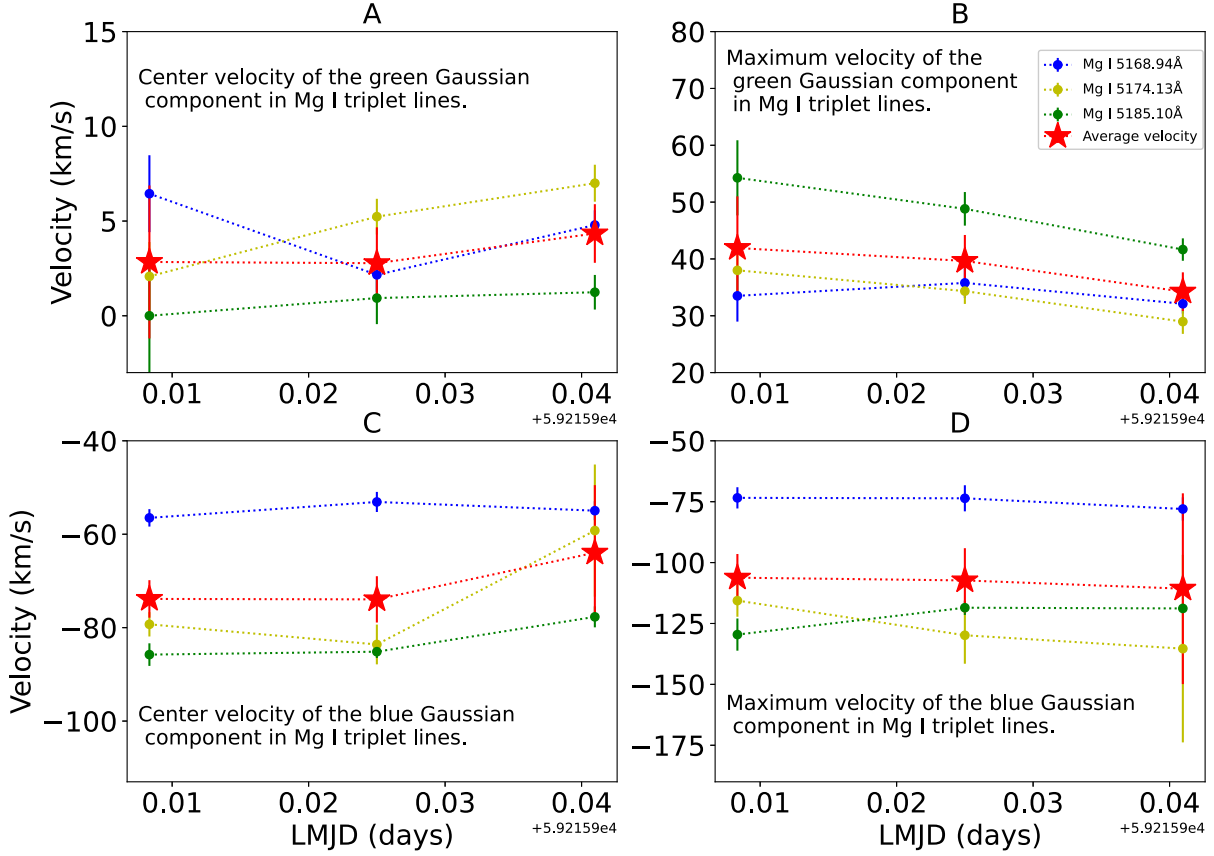 A
15
10
5
0
Velocity (km/s)
Center velocity of the green Gaussian
component in Mg I triplet lines.
0.01
0.02
0.03
0.04
+5.92159e4
B
80
70
60
50
40
30
20
Maximum velocity of the
green Gaussian component
in Mg I triplet lines.
Mg I 5168.94Å
Mg I 5174.13Å
Mg I 5185.10Å
Average velocity
0.01
0.02
0.03
0.04
+5.92159e4
C
−40
−60
−80
−100
Velocity (km/s)
Center velocity of the blue Gaussian
component in Mg I triplet lines.
0.01
0.02
0.03
0.04
LMJD (days)
+5.92159e4
D
−50
−75
−100
−125
−150
−175
Maximum velocity of the blue Gaussian
component in Mg I triplet lines.
0.01
0.02
0.03
0.04
LMJD (days)
+5.92159e4